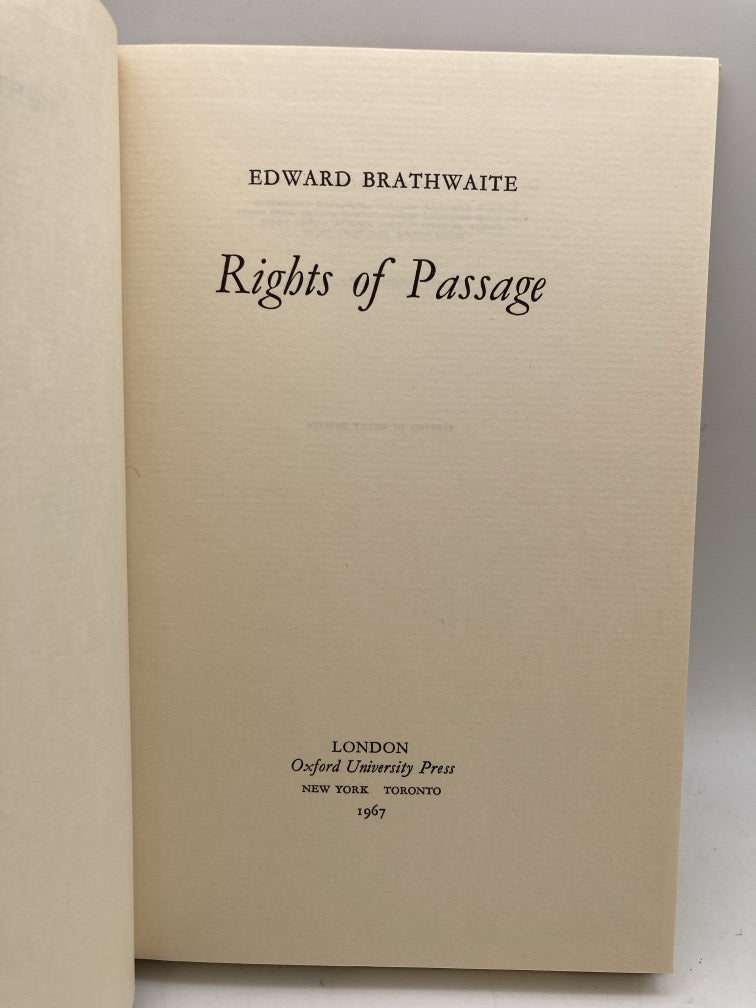 EDWARD BRATHWAITE
Rights of Passage
LONDON
Oxford University Press
NEW YORK TORONTO
1967